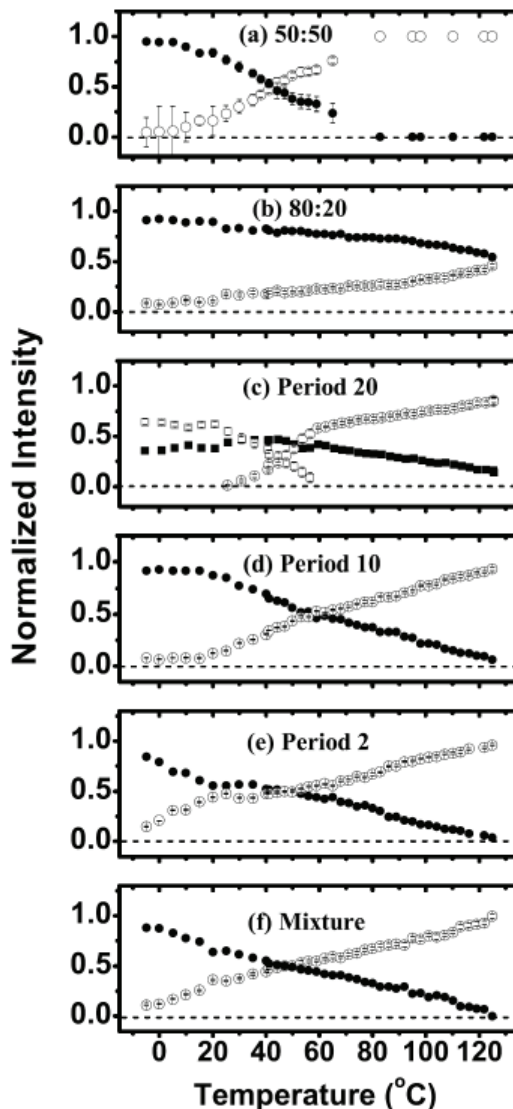 Normalized Intensity
(a) 50:50
1.0
0.5
0.0
(b) 80:20
1.0
0.5
0.0
(c) Period 20
1.0
0.5
0.0
(d) Period 10
1.0
0.5
0.0
(e) Period 2
1.0
0.5
0.0
(f) Mixture
1.0
0.5
0.0
0 20 40 60 80 100 120
Temperature (°C)